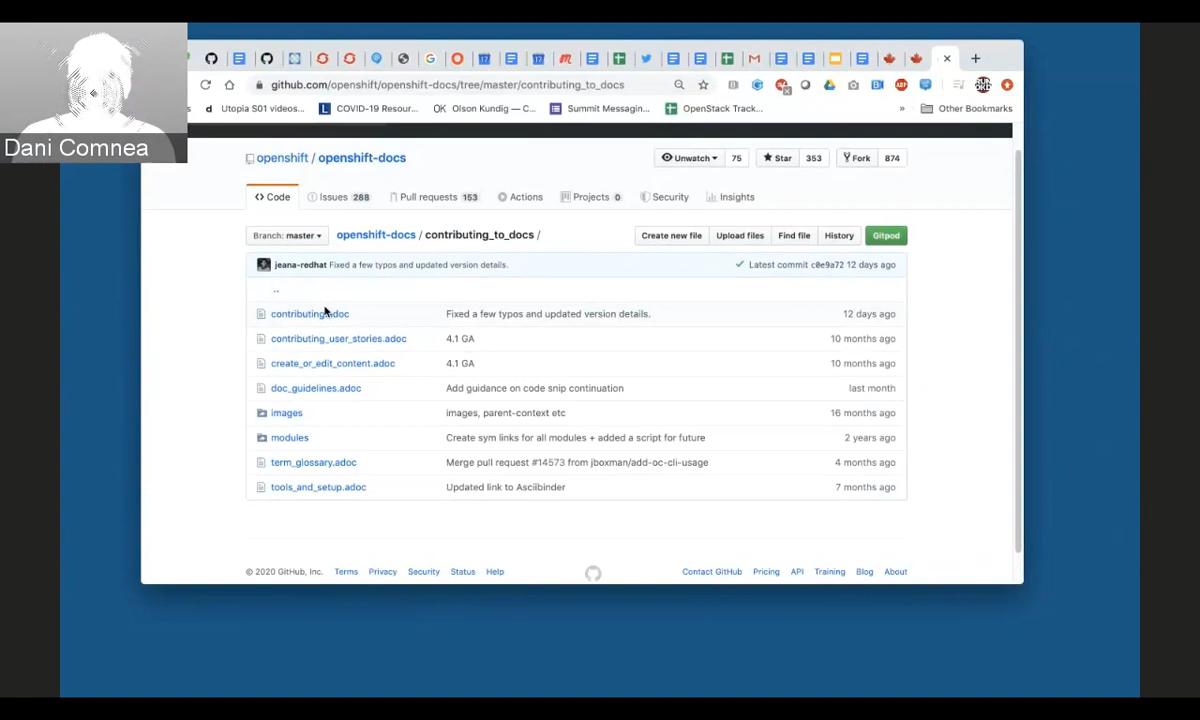 Dani Comnea
github.com/openshift/openshift-docs/tree/master/contributing_to_docs
Utopia S01 videos...
COVID-19 Resour...
OK Olson Kundig — C...
Summit Messagin...
OpenStack Track...
»
Other Bookmarks
openshift / openshift-docs
Unwatch 75
Star 353
Fork 874
<> Code
Issues 288
Pull requests 153
Actions
Projects 0
Security
Insights
Branch: master
openshift-docs / contributing_to_docs /
Create new file
Upload files
Find file
History
Gitpod
jeana-redhat Fixed a few typos and updated version details.
Latest commit c0e9a72 12 days ago
..
contributing.adoc Fixed a few typos and updated version details. 12 days ago
contributing_user_stories.adoc 4.1 GA 10 months ago
create_or_edit_content.adoc 4.1 GA 10 months ago
doc_guidelines.adoc Add guidance on code snip continuation last month
images images, parent-context etc 16 months ago
modules Create sym links for all modules + added a script for future 2 years ago
term_glossary.adoc Merge pull request #14573 from jboxman/add-oc-cli-usage 4 months ago
tools_and_setup.adoc Updated link to Asciibinder 7 months ago
© 2020 GitHub, Inc. Terms Privacy Security Status Help
Contact GitHub Pricing API Training Blog About